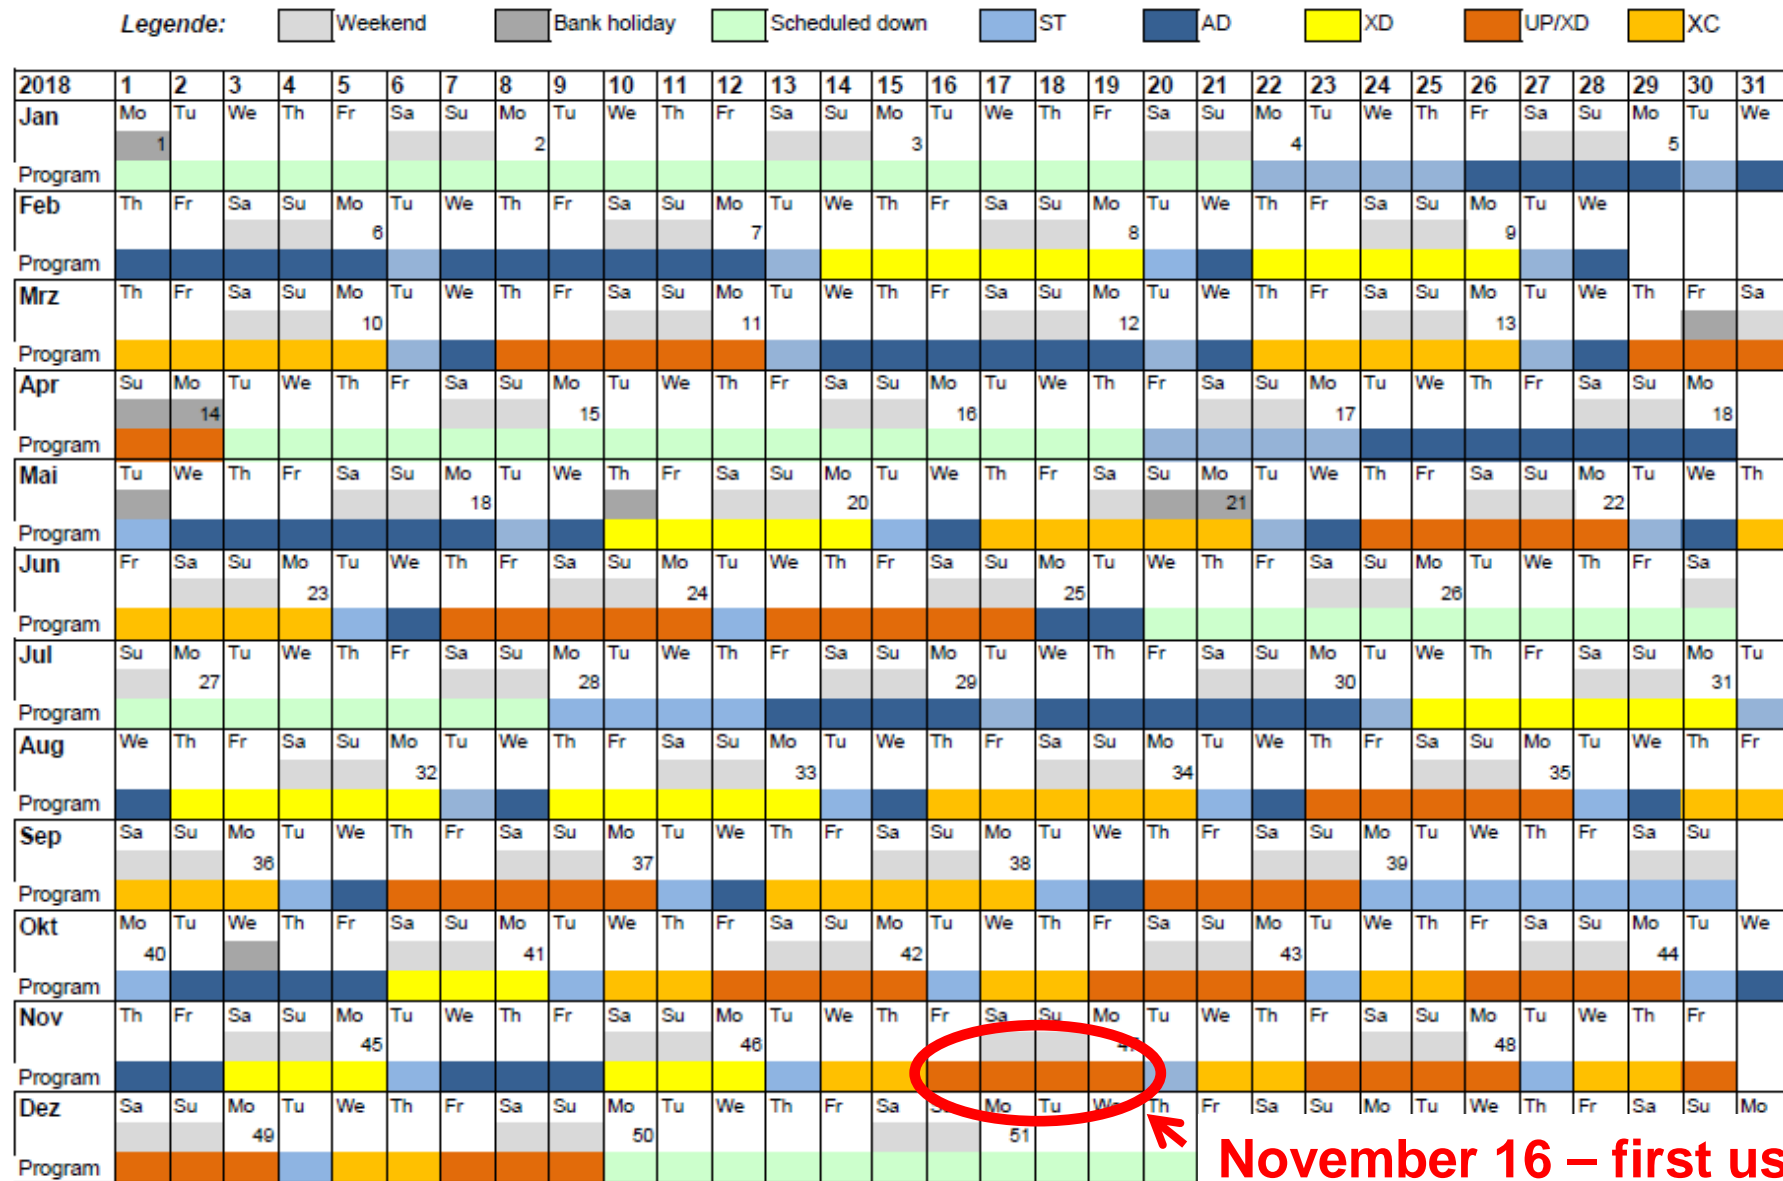 Legende: Weekend Bank holiday Scheduled down ST AD XD UP/XD XC
2018 1 2 3 4 5 6 7 8 9 10 11 12 13 14 15 16 17 18 19 20 21 22 23 24 25 26 27 28 29 30 31
Jan Mo Tu We Th Fr Sa Su Mo Tu We Th Fr Sa Su Mo Tu We Th Fr Sa Su Mo Tu We Th Fr Sa Su Mo Tu We
1 2 3 4 5
Program
Feb Th Fr Sa Su Mo Tu We Th Fr Sa Su Mo Tu We Th Fr Sa Su Mo Tu We Th Fr Sa Su Mo Tu We
6 7 8 9
Program
Mrz Th Fr Sa Su Mo Tu We Th Fr Sa Su Mo Tu We Th Fr Sa Su Mo Tu We Th Fr Sa Su Mo Tu We Th Fr Sa
10 11 12 13
Program
Apr Su Mo Tu We Th Fr Sa Su Mo Tu We Th Fr Sa Su Mo Tu We Th Fr Sa Su Mo Tu We Th Fr Sa Su Mo
14 15 16 17 18
Program
Mai Tu We Th Fr Sa Su Mo Tu We Th Fr Sa Su Mo Tu We Th Fr Sa Su Mo Tu We Th Fr Sa Su Mo Tu We Th
18 20 21 22
Program
Jun Fr Sa Su Mo Tu We Th Fr Sa Su Mo Tu We Th Fr Sa Su Mo Tu We Th Fr Sa Su Mo Tu We Th Fr Sa
23 24 25 26
Program
Jul Su Mo Tu We Th Fr Sa Su Mo Tu We Th Fr Sa Su Mo Tu We Th Fr Sa Su Mo Tu We Th Fr Sa Su Mo Tu
27 28 29 30 31
Program
Aug We Th Fr Sa Su Mo Tu We Th Fr Sa Su Mo Tu We Th Fr Sa Su Mo Tu We Th Fr Sa Su Mo Tu We Th Fr
32 33 34 35
Program
Sep Sa Su Mo Tu We Th Fr Sa Su Mo Tu We Th Fr Sa Su Mo Tu We Th Fr Sa Su Mo Tu We Th Fr Sa Su
36 37 38 39
Program
Okt Mo Tu We Th Fr Sa Su Mo Tu We Th Fr Sa Su Mo Tu We Th Fr Sa Su Mo Tu We Th Fr Sa Su Mo Tu We
40 41 42 43 44
Program
Nov Th Fr Sa Su Mo Tu We Th Fr Sa Su Mo Tu We Th Fr Sa Su Mo Tu We Th Fr Sa Su Mo Tu We Th Fr
45 46 47 48
Program
Dez Sa Su Mo Tu We Th Fr Sa Su Mo Tu We Th Fr Sa Su Mo Tu We Th Fr Sa Su Mo Tu We Th Fr Sa Su Mo
49 50 51
Program
November 16 – first us